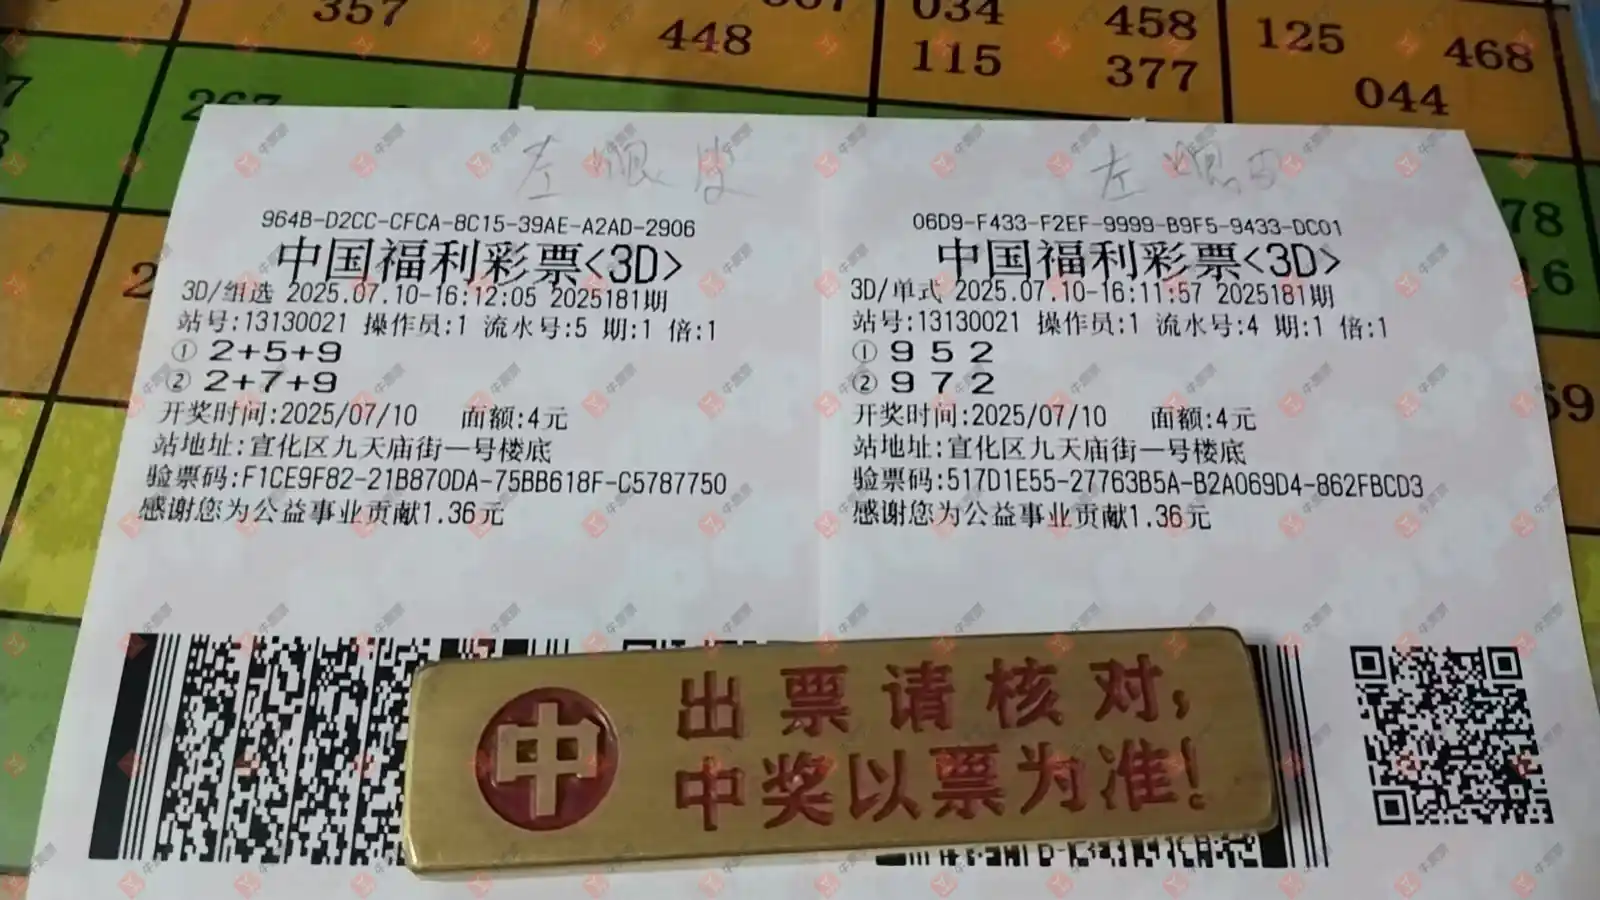 357
448
034
458
115
377
125
468
044
267
左眼皮
964B-D2CC-CFCA-8C15-39AE-A2AD-2906
中国福利彩票<3D>
3D/组选 2025.07.10-16:12:05 2025181期
站号:13130021 操作员:1 流水号:5 期:1 倍:1
① 2+5+9
② 2+7+9
开奖时间:2025/07/10 面额:4元
站地址:宣化区九天庙街一号楼底
验票码:F1CE9F82-21B870DA-75BB618F-C5787750
感谢您为公益事业贡献1.36元
06D9-F433-F2EF-9999-B9F5-9433-DC01
中国福利彩票<3D>
3D/单式 2025.07.10-16:11:57 2025181期
站号:13130021 操作员:1 流水号:4 期:1 倍:1
① 9 5 2
② 9 7 2
开奖时间:2025/07/10 面额:4元
站地址:宣化区九天庙街一号楼底
验票码:517D1E55-27763B5A-B2A069D4-862FBCD3
感谢您为公益事业贡献1.36元
中
出票请核对,
中奖以票为准!
牛票票